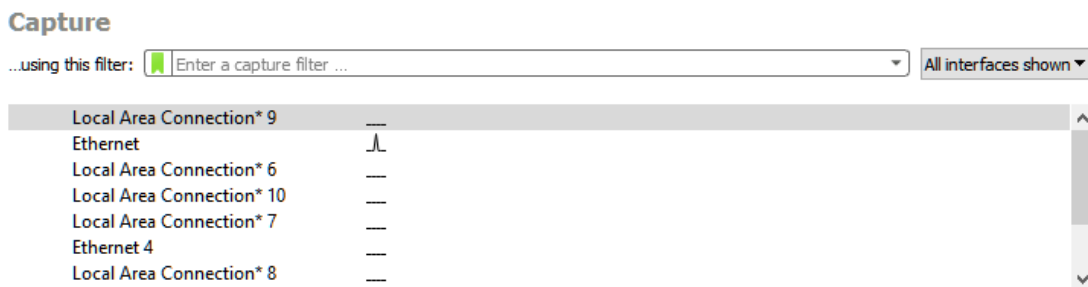 Capture
...using this filter: Enter a capture filter ... All interfaces shown
Local Area Connection* 9
Ethernet
Local Area Connection* 6
Local Area Connection* 10
Local Area Connection* 7
Ethernet 4
Local Area Connection* 8